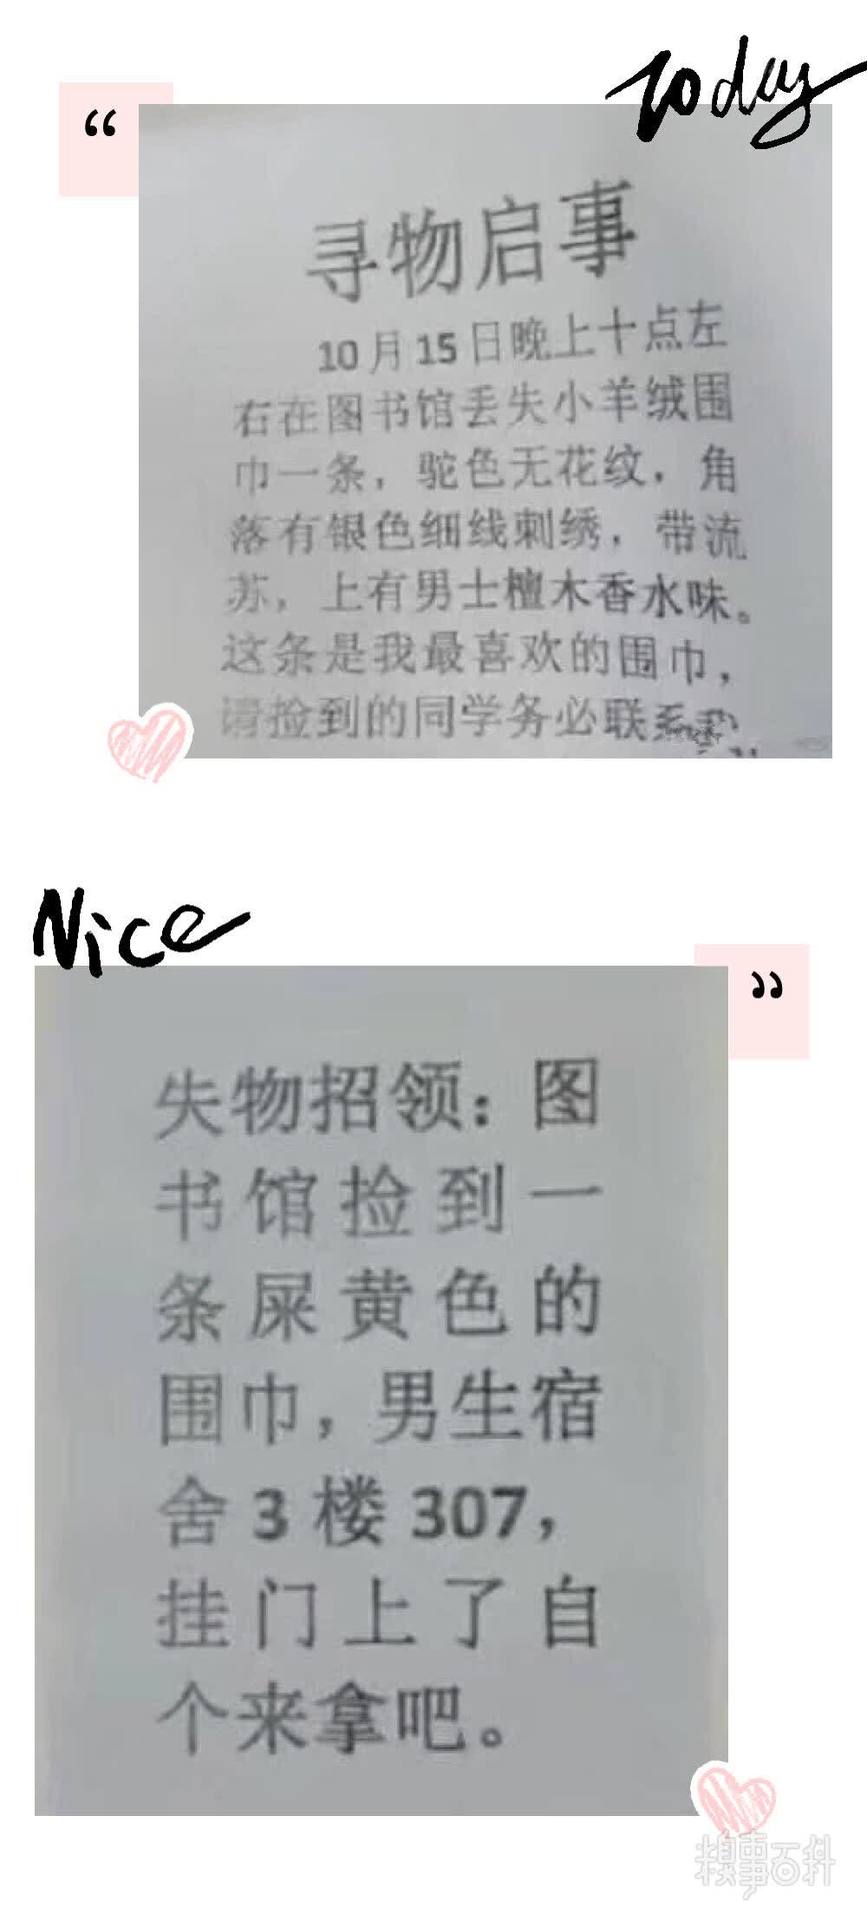 Today
“
寻物启事
10月15日晚上十点左
右在图书馆丢失小羊绒围
巾一条，驼色无花纹，角
落有银色细线刺绣，带流
苏，上有男士檀木香水味。
这条是我最喜欢的围巾，
请捡到的同学务必联系
Nice
”
失物招领：图
书馆捡到一
条屎黄色的
围巾，男生宿
舍3楼307，
挂门上了自
个来拿吧。
糗事百科